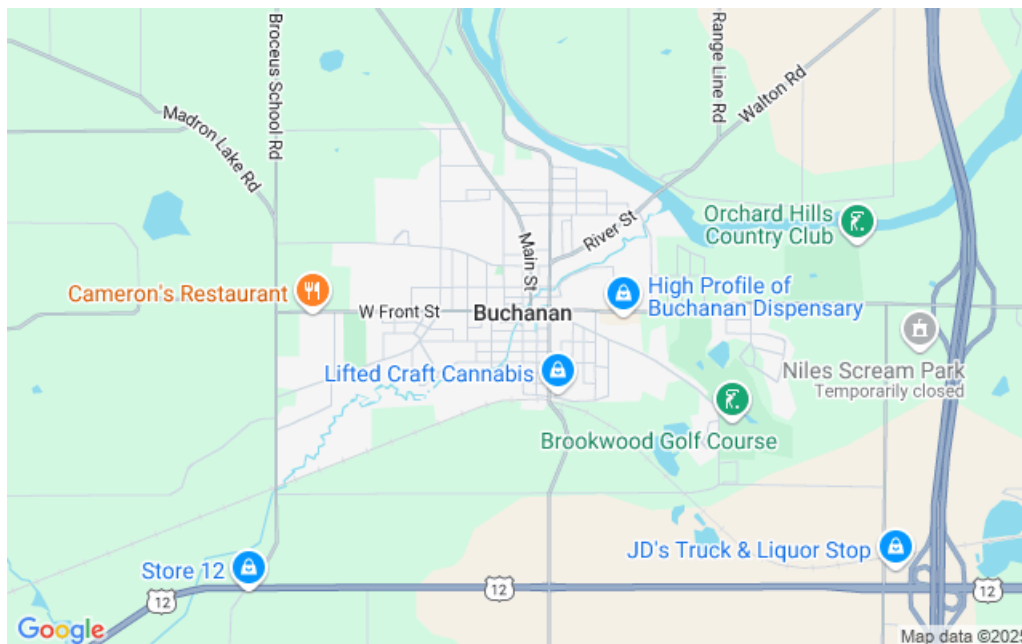 Broceus School Rd
Range Line Rd
Walton Rd
Madron Lake Rd
Orchard Hills
Country Club
River St
Main St
Cameron's Restaurant
High Profile of
Buchanan Dispensary
W Front St
Buchanan
Niles Scream Park
Temporarily closed
Lifted Craft Cannabis
Brookwood Golf Course
JD's Truck & Liquor Stop
Store 12
12
12
12
Google
Map data ©202